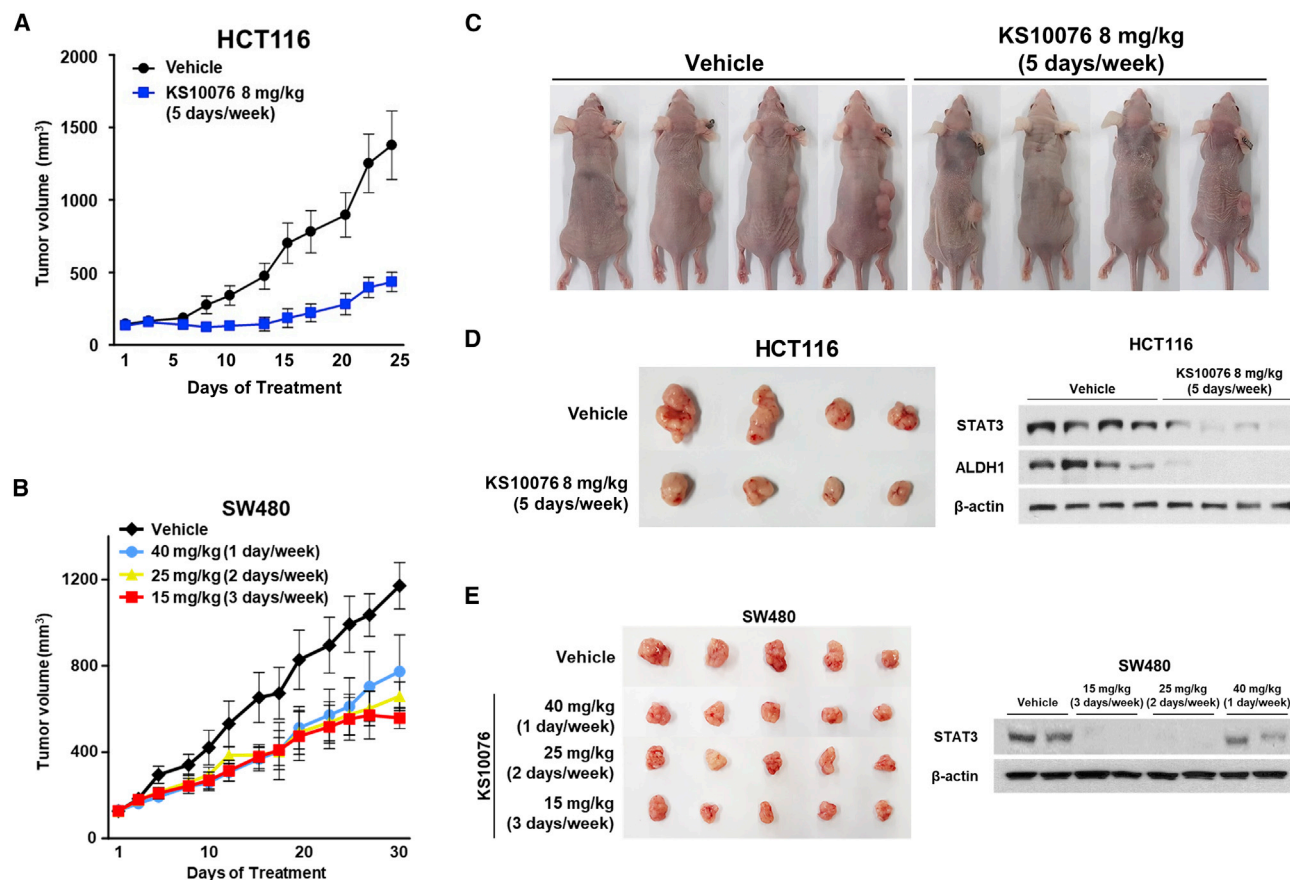 A
HCT116
Vehicle
KS10076 8 mg/kg
(5 days/week)
2000
1500
1000
500
0
Tumor volume (mm³)
1
5
10
15
20
25
Days of Treatment
B
SW480
Vehicle
40 mg/kg (1 day/week)
25 mg/kg (2 days/week)
15 mg/kg (3 days/week)
1200
800
400
0
Tumor volume(mm³)
1
10
20
30
Days of Treatment
C
Vehicle
KS10076 8 mg/kg
(5 days/week)
D
HCT116
Vehicle
KS10076 8 mg/kg
(5 days/week)
HCT116
Vehicle
KS10076 8 mg/kg
(5 days/week)
STAT3
ALDH1
β-actin
E
SW480
Vehicle
KS10076
40 mg/kg
(1 day/week)
25 mg/kg
(2 days/week)
15 mg/kg
(3 days/week)
SW480
Vehicle
15 mg/kg
(3 days/week)
25 mg/kg
(2 days/week)
40 mg/kg
(1 day/week)
STAT3
β-actin